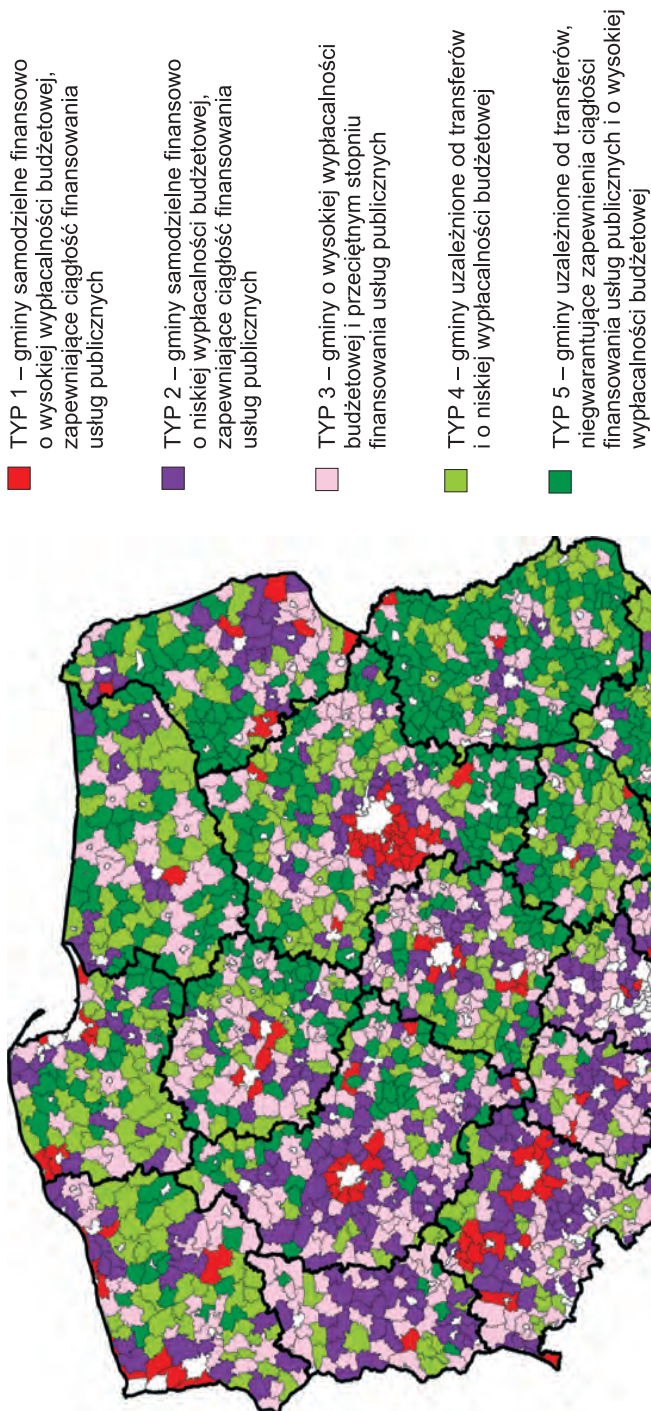 TYP 1 – gminy samodzielne finansowo
o wysokiej wypłacalności budżetowej,
zapewniające ciągłość finansowania
usług publicznych
TYP 2 – gminy samodzielne finansowo
o niskiej wypłacalności budżetowej,
zapewniające ciągłość finansowania
usług publicznych
TYP 3 – gminy o wysokiej wypłacalności
budżetowej i przeciętnym stopniu
finansowania usług publicznych
TYP 4 – gminy uzależnione od transferów
i o niskiej wypłacalności budżetowej
TYP 5 – gminy uzależnione od transferów,
niegwarantujące zapewnienia ciągłości
finansowania usług publicznych i o wysokiej
wypłacalności budżetowej